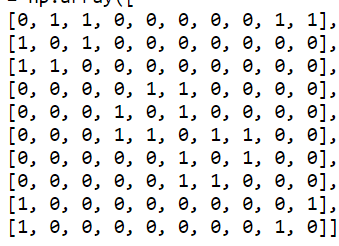 = np.array([
[0, 1, 1, 0, 0, 0, 0, 0, 1, 1],
[1, 0, 1, 0, 0, 0, 0, 0, 0, 0],
[1, 1, 0, 0, 0, 0, 0, 0, 0, 0],
[0, 0, 0, 0, 1, 1, 0, 0, 0, 0],
[0, 0, 0, 1, 0, 1, 0, 0, 0, 0],
[0, 0, 0, 1, 1, 0, 1, 1, 0, 0],
[0, 0, 0, 0, 0, 1, 0, 1, 0, 0],
[0, 0, 0, 0, 0, 1, 1, 0, 0, 0],
[1, 0, 0, 0, 0, 0, 0, 0, 0, 1],
[1, 0, 0, 0, 0, 0, 0, 0, 1, 0]]